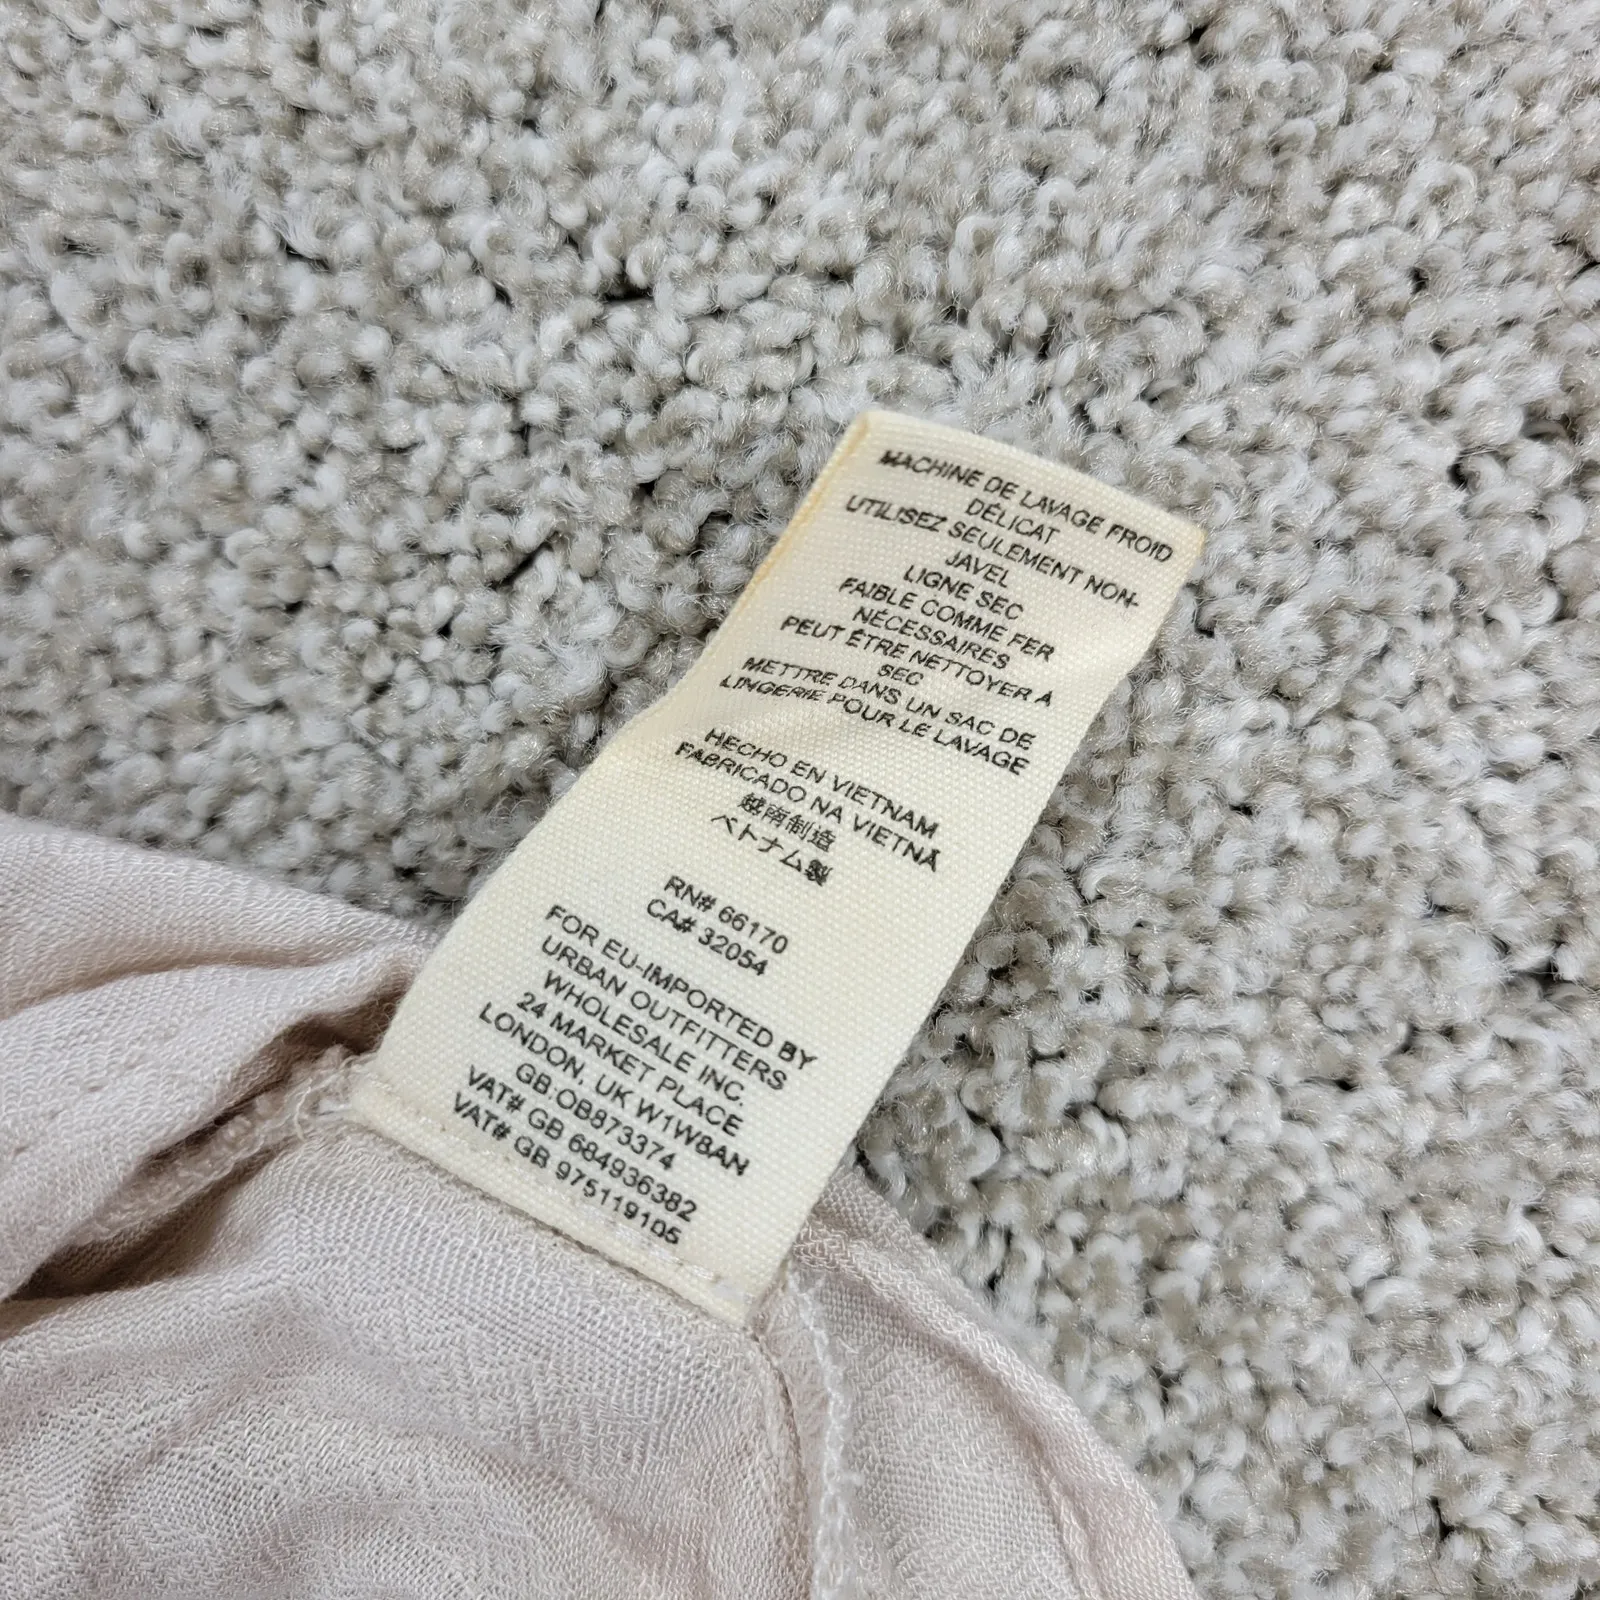 MACHINE DE LAVAGE FROID
DÉLICAT
UTILISEZ SEULEMENT NON-
JAVEL
LIGNE SEC
FAIBLE COMME FER
NÉCESSAIRES
PEUT ÊTRE NETTOYER À
SEC
METTRE DANS UN SAC DE
LINGERIE POUR LE LAVAGE
HECHO EN VIETNAM
FABRICADO NA VIETNÃ
越南制造
ベトナム製
RN# 66170
CA# 32054
FOR EU-IMPORTED BY
URBAN OUTFITTERS
WHOLESALE INC.
24 MARKET PLACE
LONDON, UK W1W8AN
GB:OB873374
VAT# GB 684936382
VAT# GB 975119105